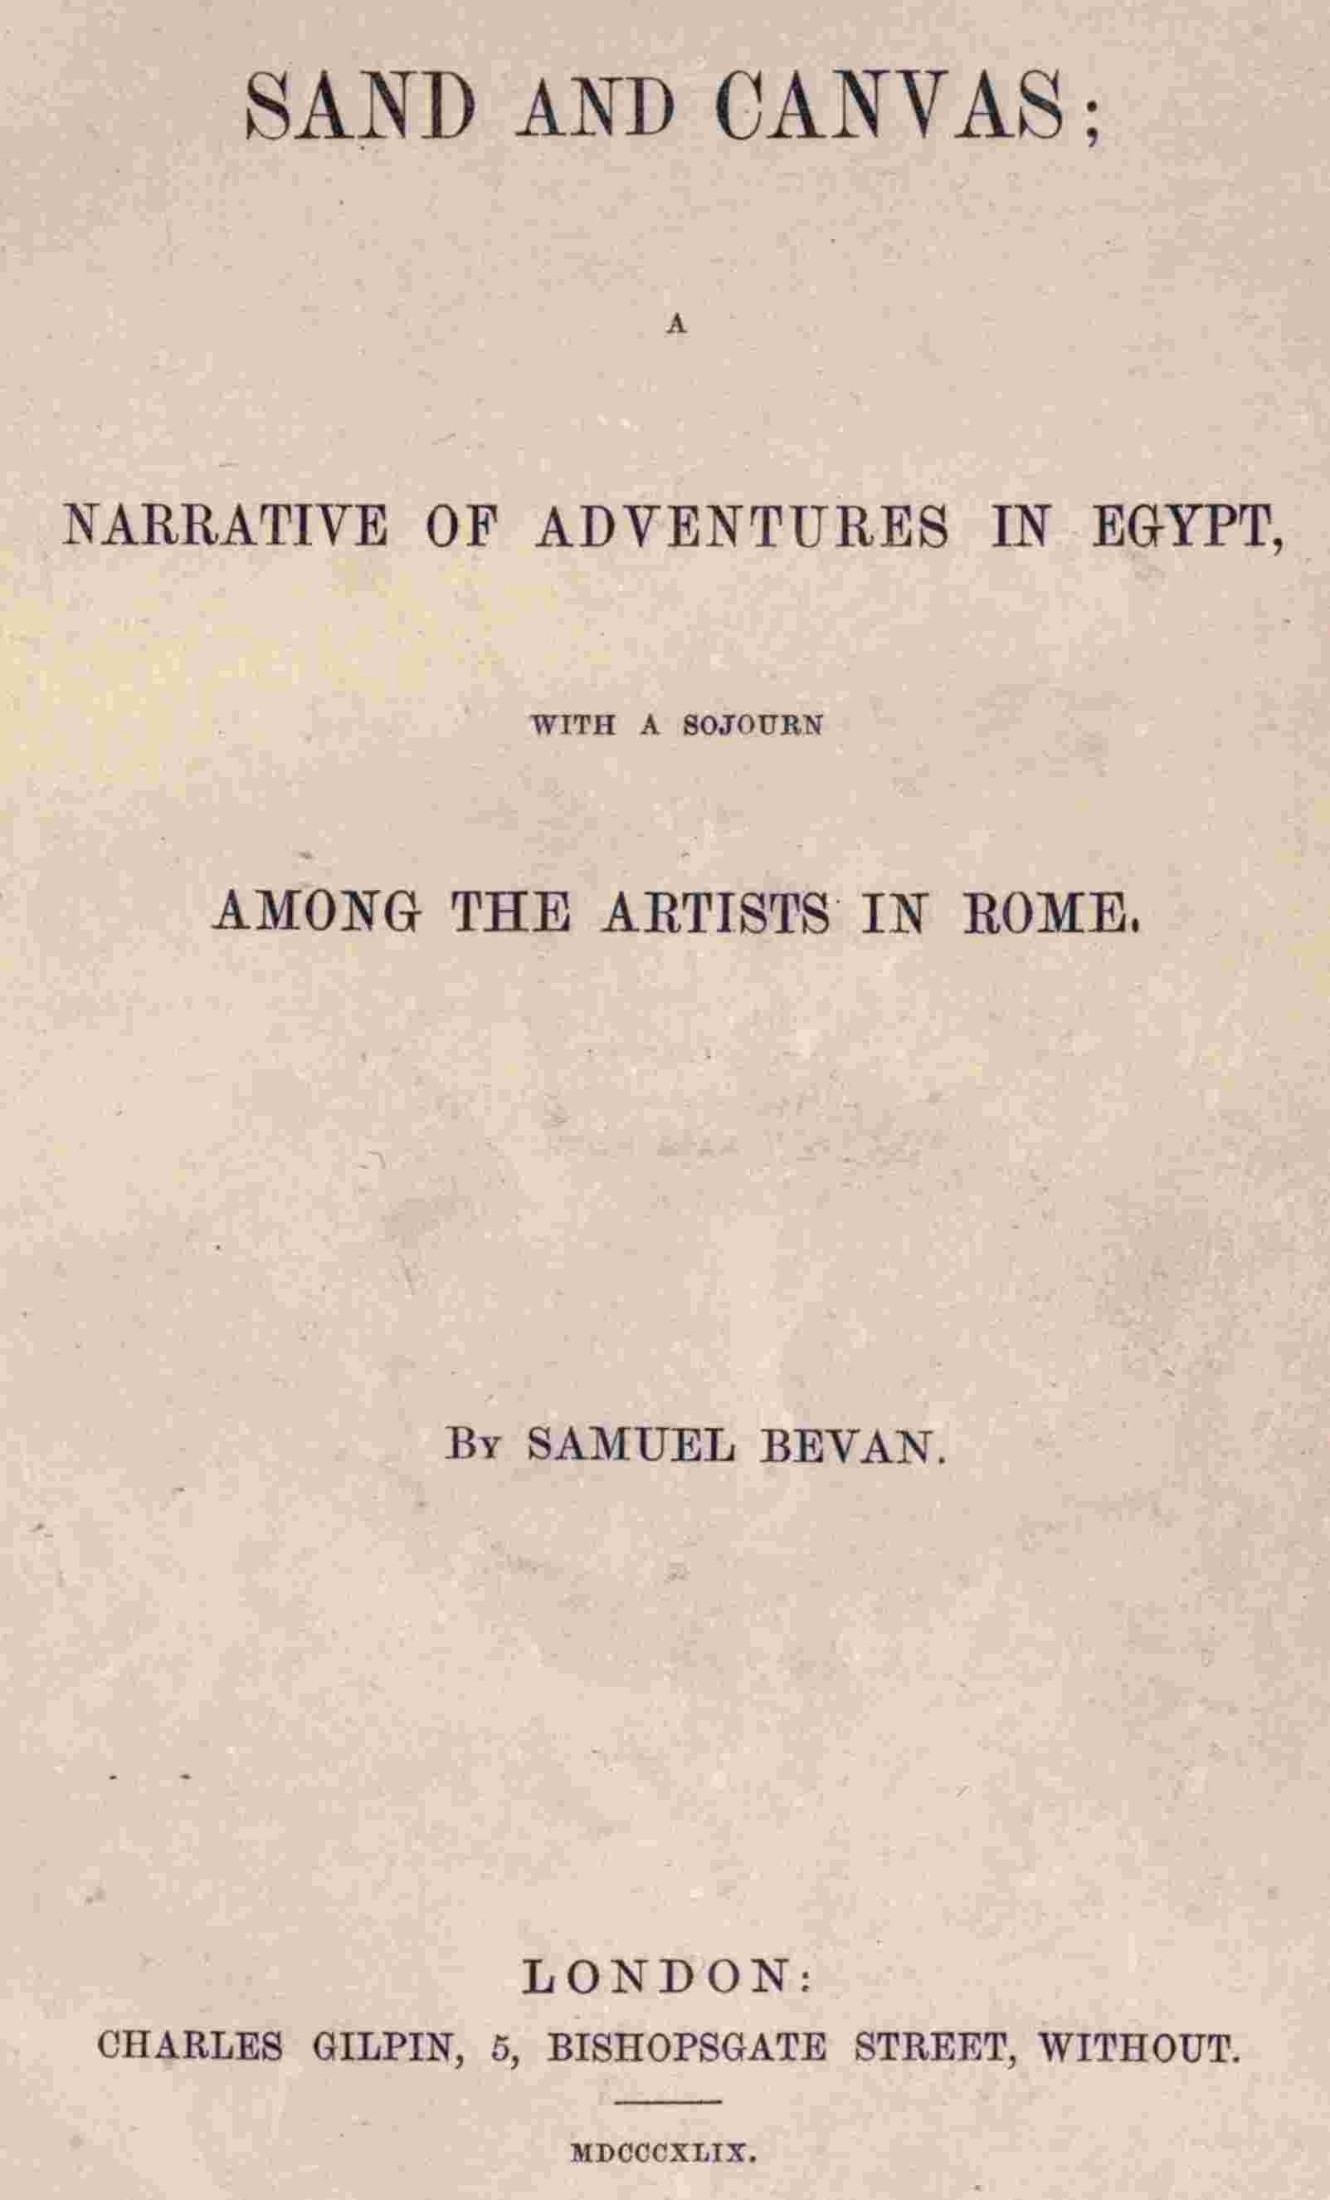 SAND AND CANVAS;
A
NARRATIVE OF ADVENTURES IN EGYPT,
WITH A SOJOURN
AMONG THE ARTISTS IN ROME.
BY SAMUEL BEVAN.
LONDON:
CHARLES GILPIN, 5, BISHOPSGATE STREET, WITHOUT.
MDCCCXLIX.